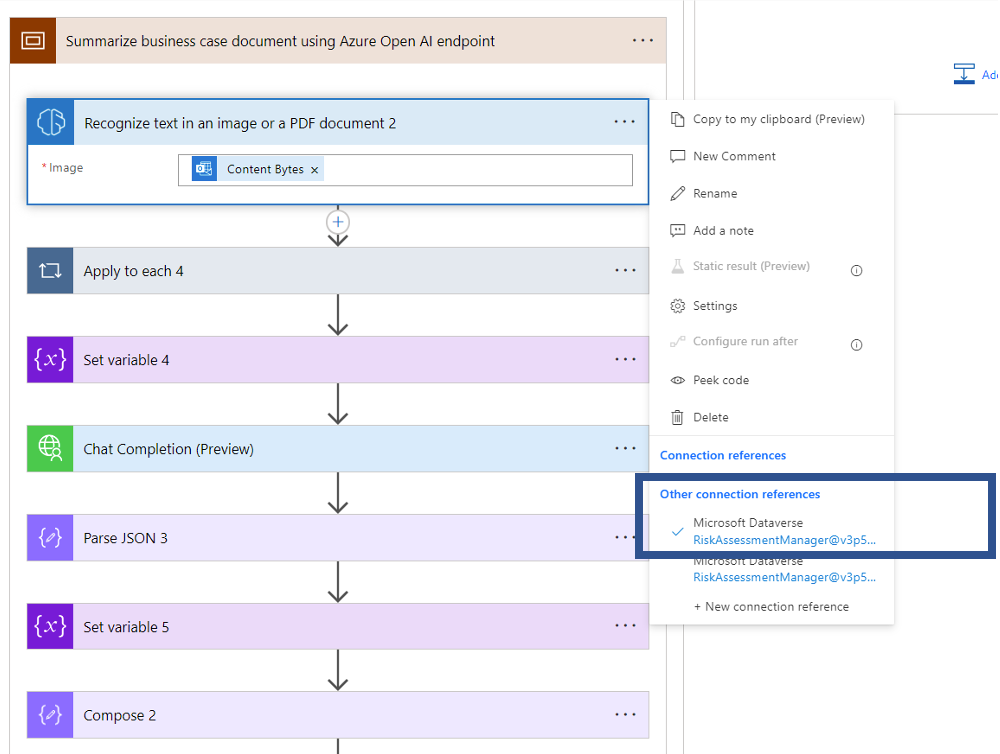 Summarize business case document using Azure Open AI endpoint
Recognize text in an image or a PDF document 2
* Image
Content Bytes ×
Apply to each 4
Set variable 4
{x}
Chat Completion (Preview)
Parse JSON 3
Set variable 5
{x}
Compose 2
Copy to my clipboard (Preview)
New Comment
Rename
Add a note
Static result (Preview)
Settings
Configure run after
Peek code
Delete
Connection references
Other connection references
Microsoft Dataverse
RiskAssessmentManager@v3p5...
Microsoft Dataverse
RiskAssessmentManager@v3p5...
+ New connection reference